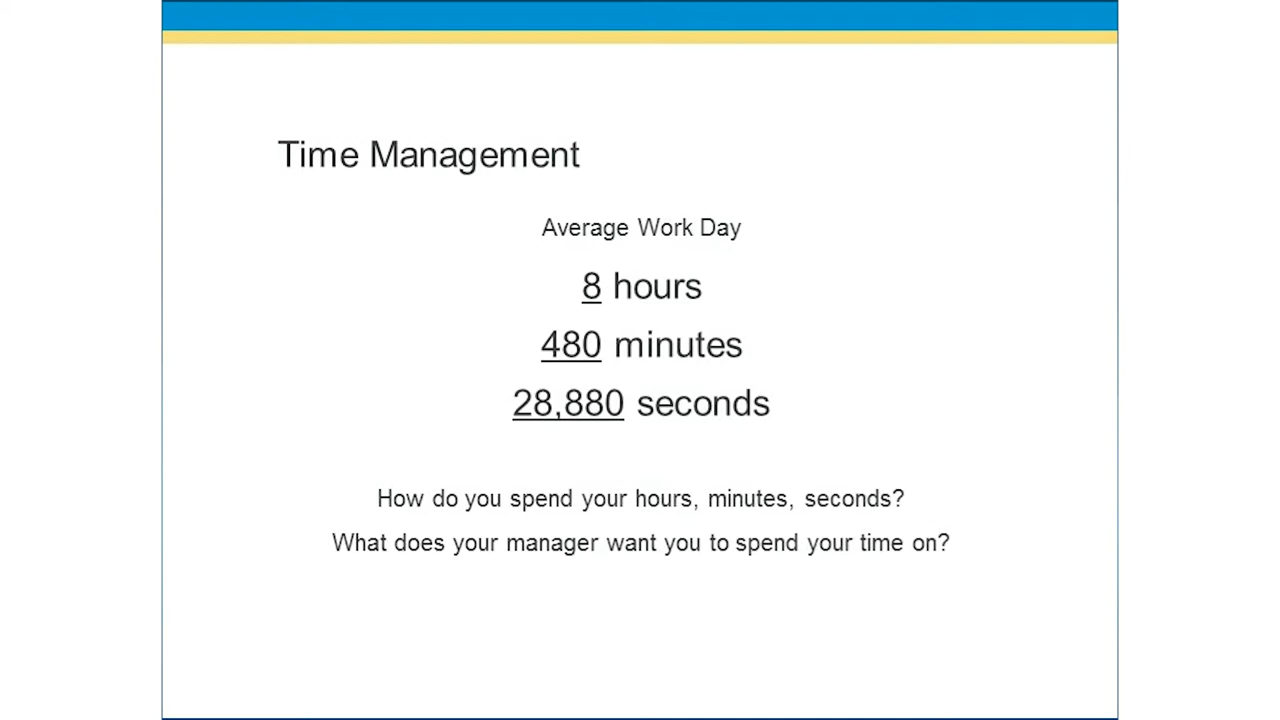 Time Management
Average Work Day
8 hours
480 minutes
28,880 seconds
How do you spend your hours, minutes, seconds?
What does your manager want you to spend your time on?